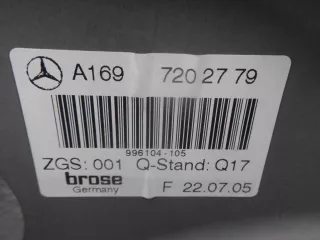 A169 720 27 79
996104-105
ZGS: 001 Q-Stand: Q17
brose
Germany F 22.07.05